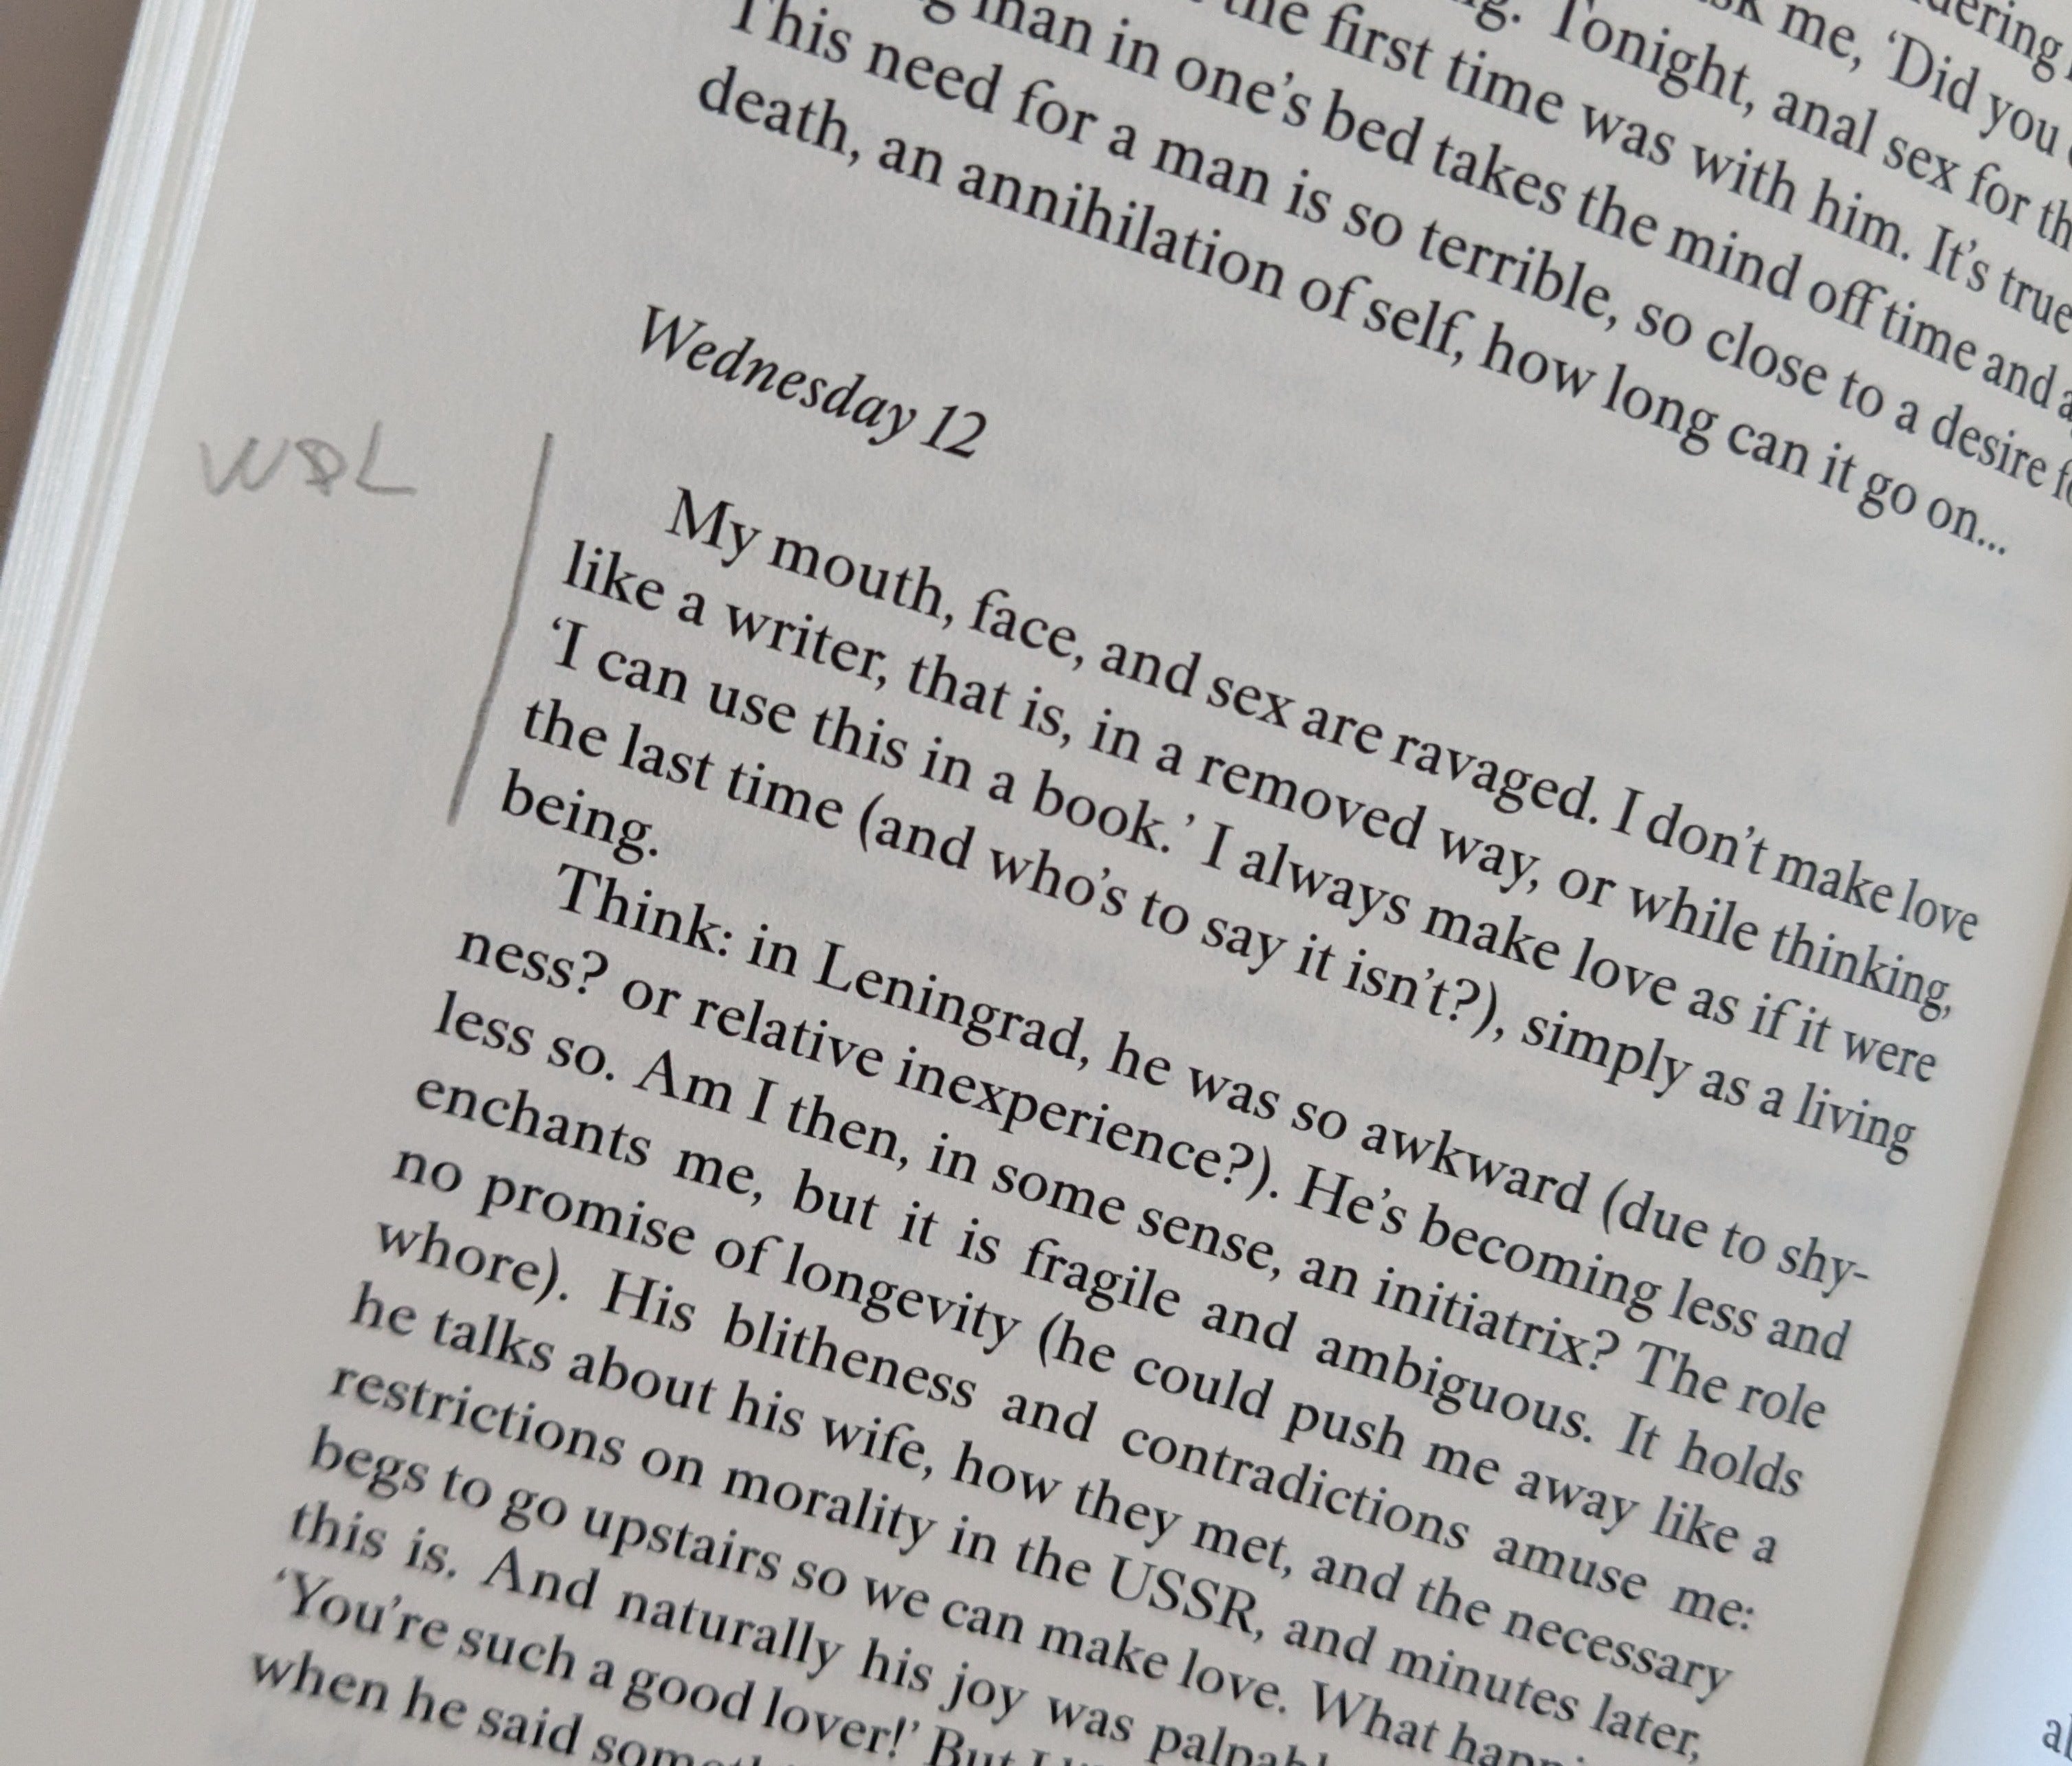 me, 'Did you
Tonight, anal sex for
the first time was with him. It's true
man in one's bed takes the mind off time and
This need for a man is so terrible, so close to a desire
death, an annihilation of self, how long can it go on...
Wednesday 12
WDL
My mouth, face, and sex are ravaged. I don't make love
like a writer, that is, in a removed way, or while thinking,
'I can use this in a book.' I always make love as if it were
the last time (and who's to say it isn't?), simply as a living
being.
Think: in Leningrad, he was so awkward (due to shy-
ness? or relative inexperience?). He's becoming less and
less so. Am I then, in some sense, an initiatrix? The role
enchants me, but it is fragile and ambiguous. It holds
no promise of longevity (he could push me away like a
whore). His blitheness and contradictions amuse me:
he talks about his wife, how they met, and the necessary
restrictions on morality in the USSR, and minutes later,
begs to go upstairs so we can make love. What
this is. And naturally his joy was
'You're such a good lover!' But I
when he said